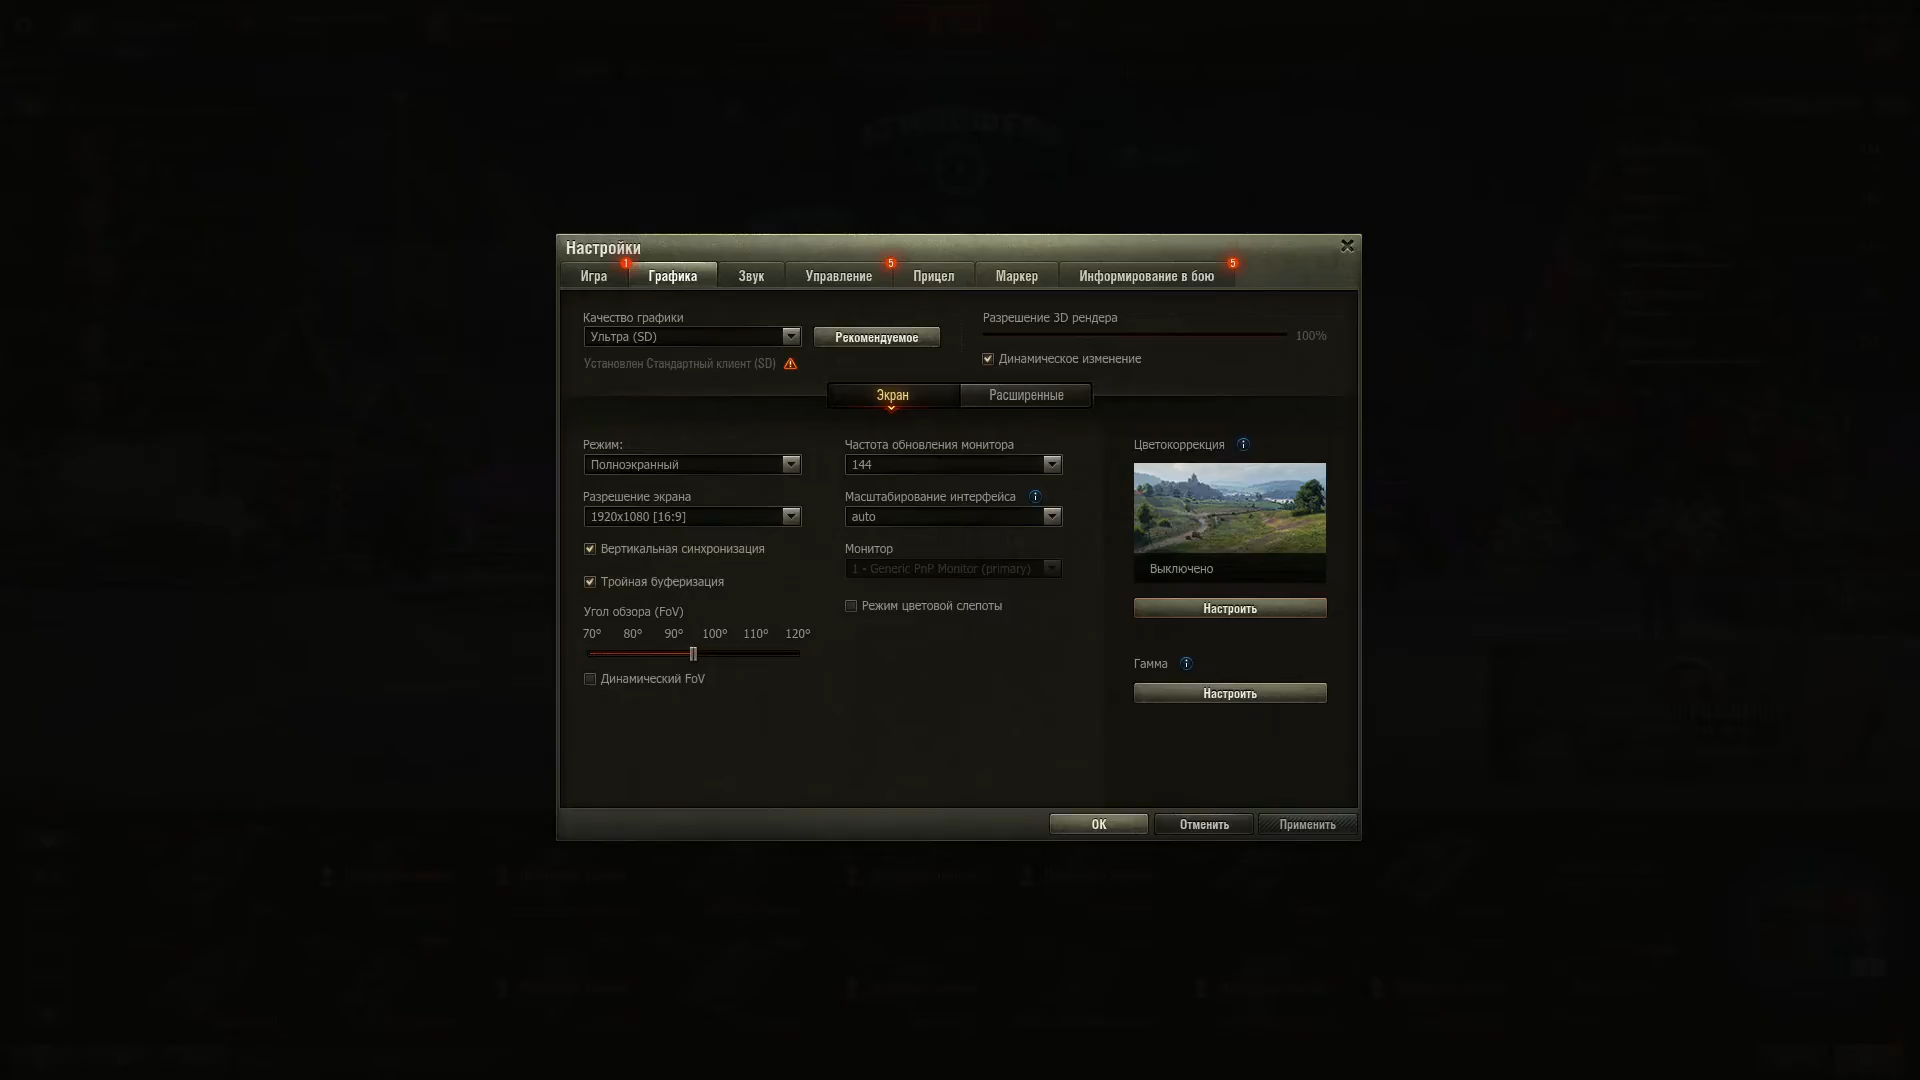 Настройки
Игра 1 Графика Звук Управление 5 Прицел Маркер Информирование в бою 5
Качество графики
Ультра (SD)
Рекомендуемое
Установлен Стандартный клиент (SD)
Разрешение 3D рендера
100%
Динамическое изменение
Экран Расширенные
Режим:
Полноэкранный
Разрешение экрана
1920x1080 [16:9]
Вертикальная синхронизация
Тройная буферизация
Угол обзора (FoV)
70° 80° 90° 100° 110° 120°
Динамический FoV
Частота обновления монитора
144
Масштабирование интерфейса
auto
Монитор
1 - Generic PnP Monitor (primary)
Режим цветовой слепоты
Цветокоррекция
Выключено
Настроить
Гамма
Настроить
OK Отменить Применить